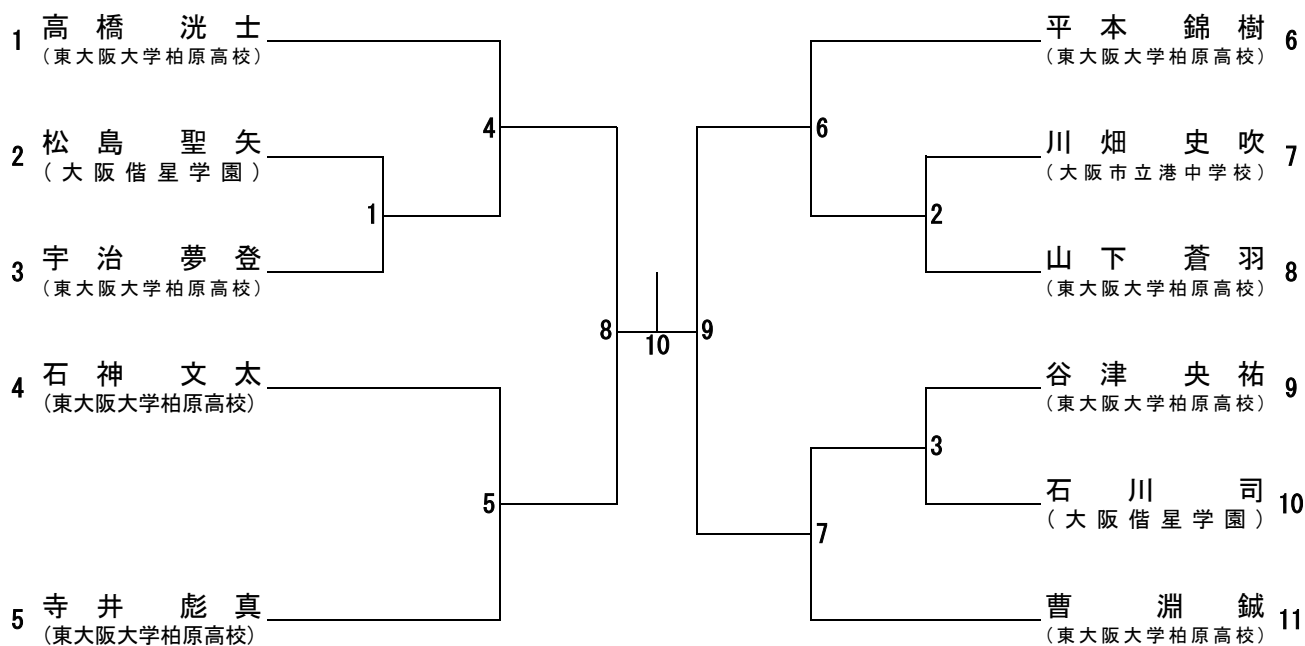 1 高橋 洸士
(東大阪大学柏原高校)
2 松島 聖矢
(大阪偕星学園)
3 宇治 夢登
(東大阪大学柏原高校)
4 石神 文太
(東大阪大学柏原高校)
5 寺井 彪真
(東大阪大学柏原高校)
4
1
8
5
10
9
6
2
3
7
平本 錦樹 6
(東大阪大学柏原高校)
川畑 史吹 7
(大阪市立港中学校)
山下 蒼羽 8
(東大阪大学柏原高校)
谷津 央祐 9
(東大阪大学柏原高校)
石川 司 10
(大阪偕星学園)
曹 淵鋮 11
(東大阪大学柏原高校)